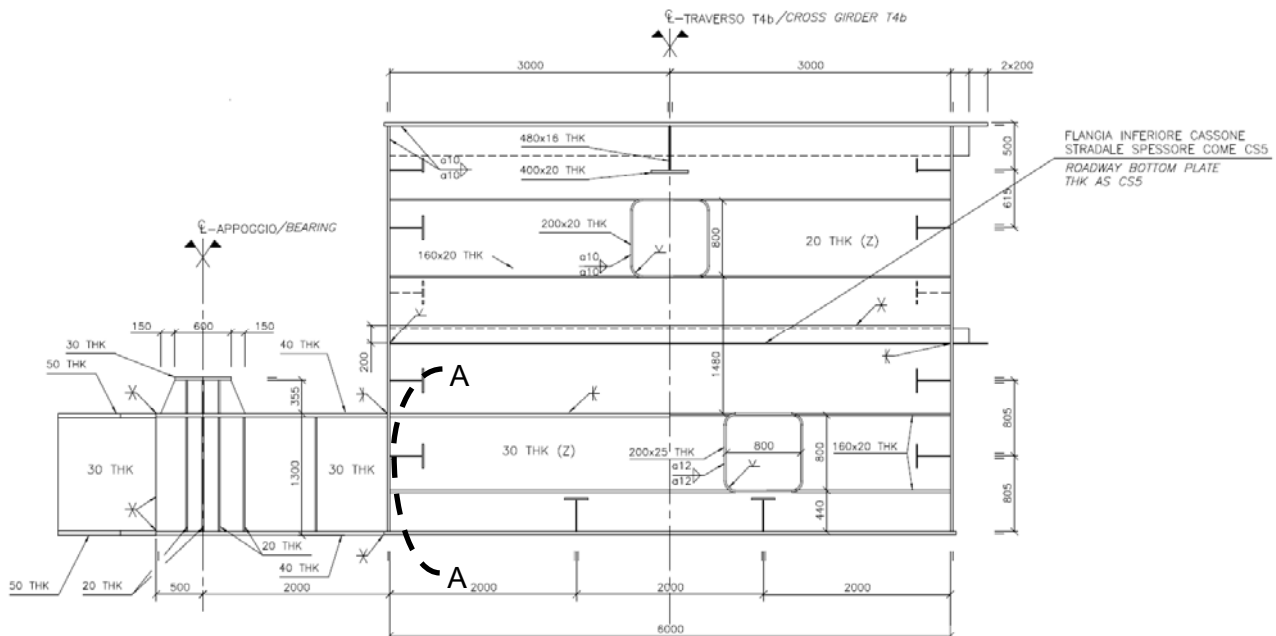 ℄-TRAVERSO T4b/CROSS GIRDER T4b
3000
3000
2x200
480x16 THK
a10
a10
400x20 THK
500
FLANGIA INFERIORE CASSONE
STRADALE SPESSORE COME CS5
ROADWAY BOTTOM PLATE
THK AS CS5
615
℄-APPOGGIO/BEARING
200x20 THK
800
20 THK (Z)
160x20 THK
a10
a10
150
600
150
30 THK
40 THK
50 THK
200
1480
A
355
805
30 THK
30 THK
1300
30 THK (Z)
200x25 THK
800
a12
a12
800
160x20 THK
440
805
20 THK
40 THK
A
50 THK
20 THK
500
2000
2000
2000
2000
6000